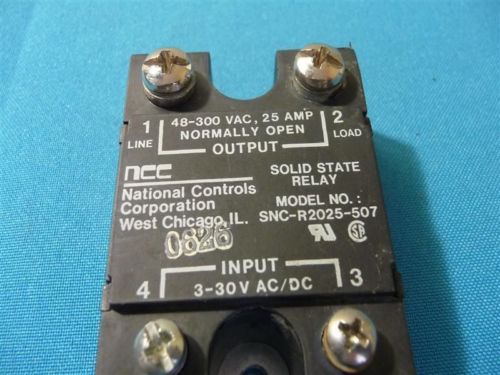 48-300 VAC, 25 AMP
NORMALLY OPEN
1 LINE
2 LOAD
OUTPUT
ncc
National Controls
Corporation
West Chicago, IL.
SOLID STATE
RELAY
MODEL NO.:
SNC-R2025-507
0826
INPUT
4
3
3-30V AC/DC